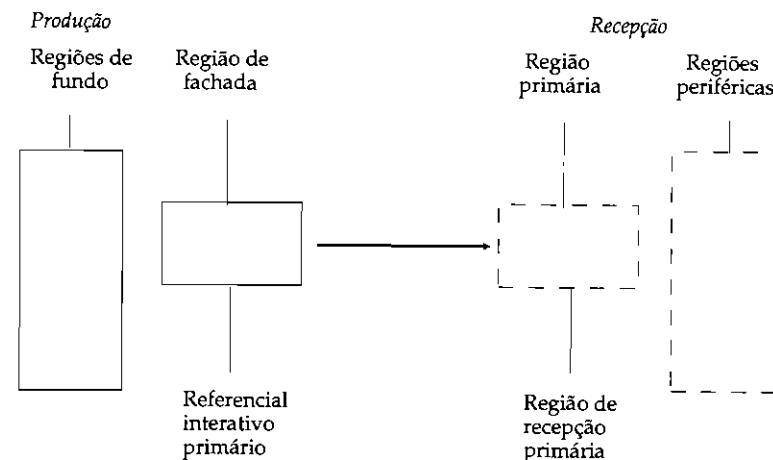 Produção
Recepção
Regiões de
fundo
Região de
fachada
Região
primária
Regiões
periféricas
Referencial
interativo
primário
Região de
recepção
primária